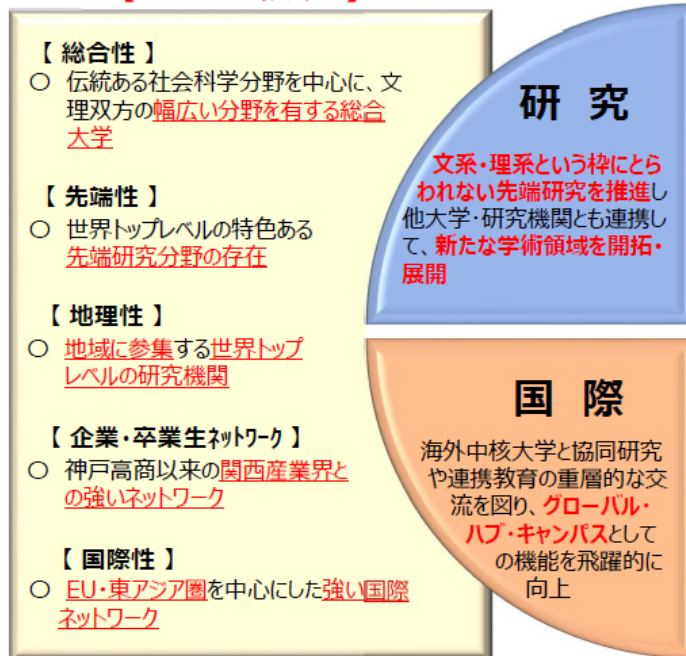 【 総合性 】
○ 伝統ある社会科学分野を中心に、文
理双方の幅広い分野を有する総合
大学
【 先端性 】
○ 世界トップレベルの特色ある
先端研究分野の存在
【 地理性 】
○ 地域に参集する世界トップ
レベルの研究機関
【 企業・卒業生ﾈｯﾄﾜｰｸ 】
○ 神戸高商以来の関西産業界と
の強いネットワーク
【 国際性 】
○ EU・東アジア圏を中心にした強い国際
ネットワーク
研 究
文系・理系という枠にとら
われない先端研究を推進し
他大学・研究機関とも連携し
て、新たな学術領域を開拓・
展開
国 際
海外中核大学と協同研究
や連携教育の重層的な交
流を図り、グローバル・
ハブ・キャンパスとして
の機能を飛躍的に
向上